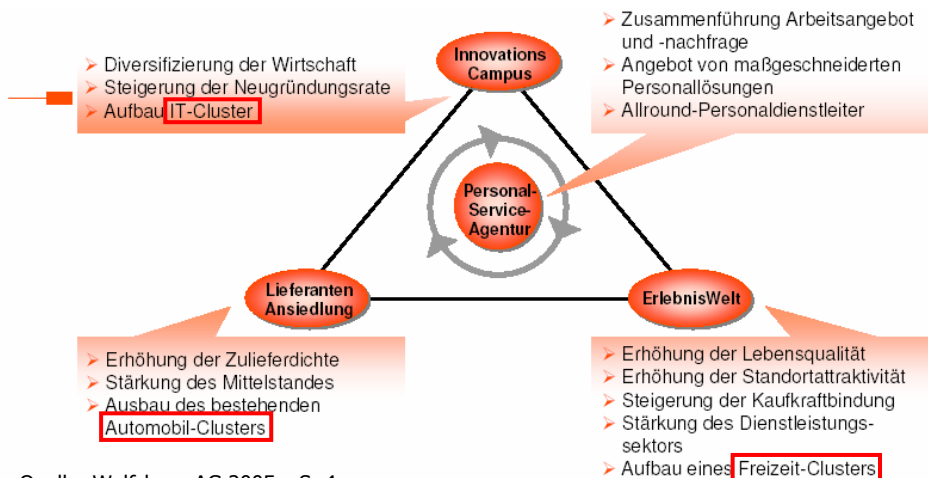 Innovations
Campus
➢ Diversifizierung der Wirtschaft
➢ Steigerung der Neugründungsrate
➢ Aufbau IT-Cluster
➢ Zusammenführung Arbeitsangebot
und -nachfrage
➢ Angebot von maßgeschneiderten
Personallösungen
➢ Allround-Personaldienstleiter
Personal-
Service-
Agentur
Lieferanten
Ansiedlung
ErlebnisWelt
➢ Erhöhung der Zulieferdichte
➢ Stärkung des Mittelstandes
➢ Ausbau des bestehenden
Automobil-Clusters
➢ Erhöhung der Lebensqualität
➢ Erhöhung der Standortattraktivität
➢ Steigerung der Kaufkraftbindung
➢ Stärkung des Dienstleistungs-
sektors
➢ Aufbau eines Freizeit-Clusters